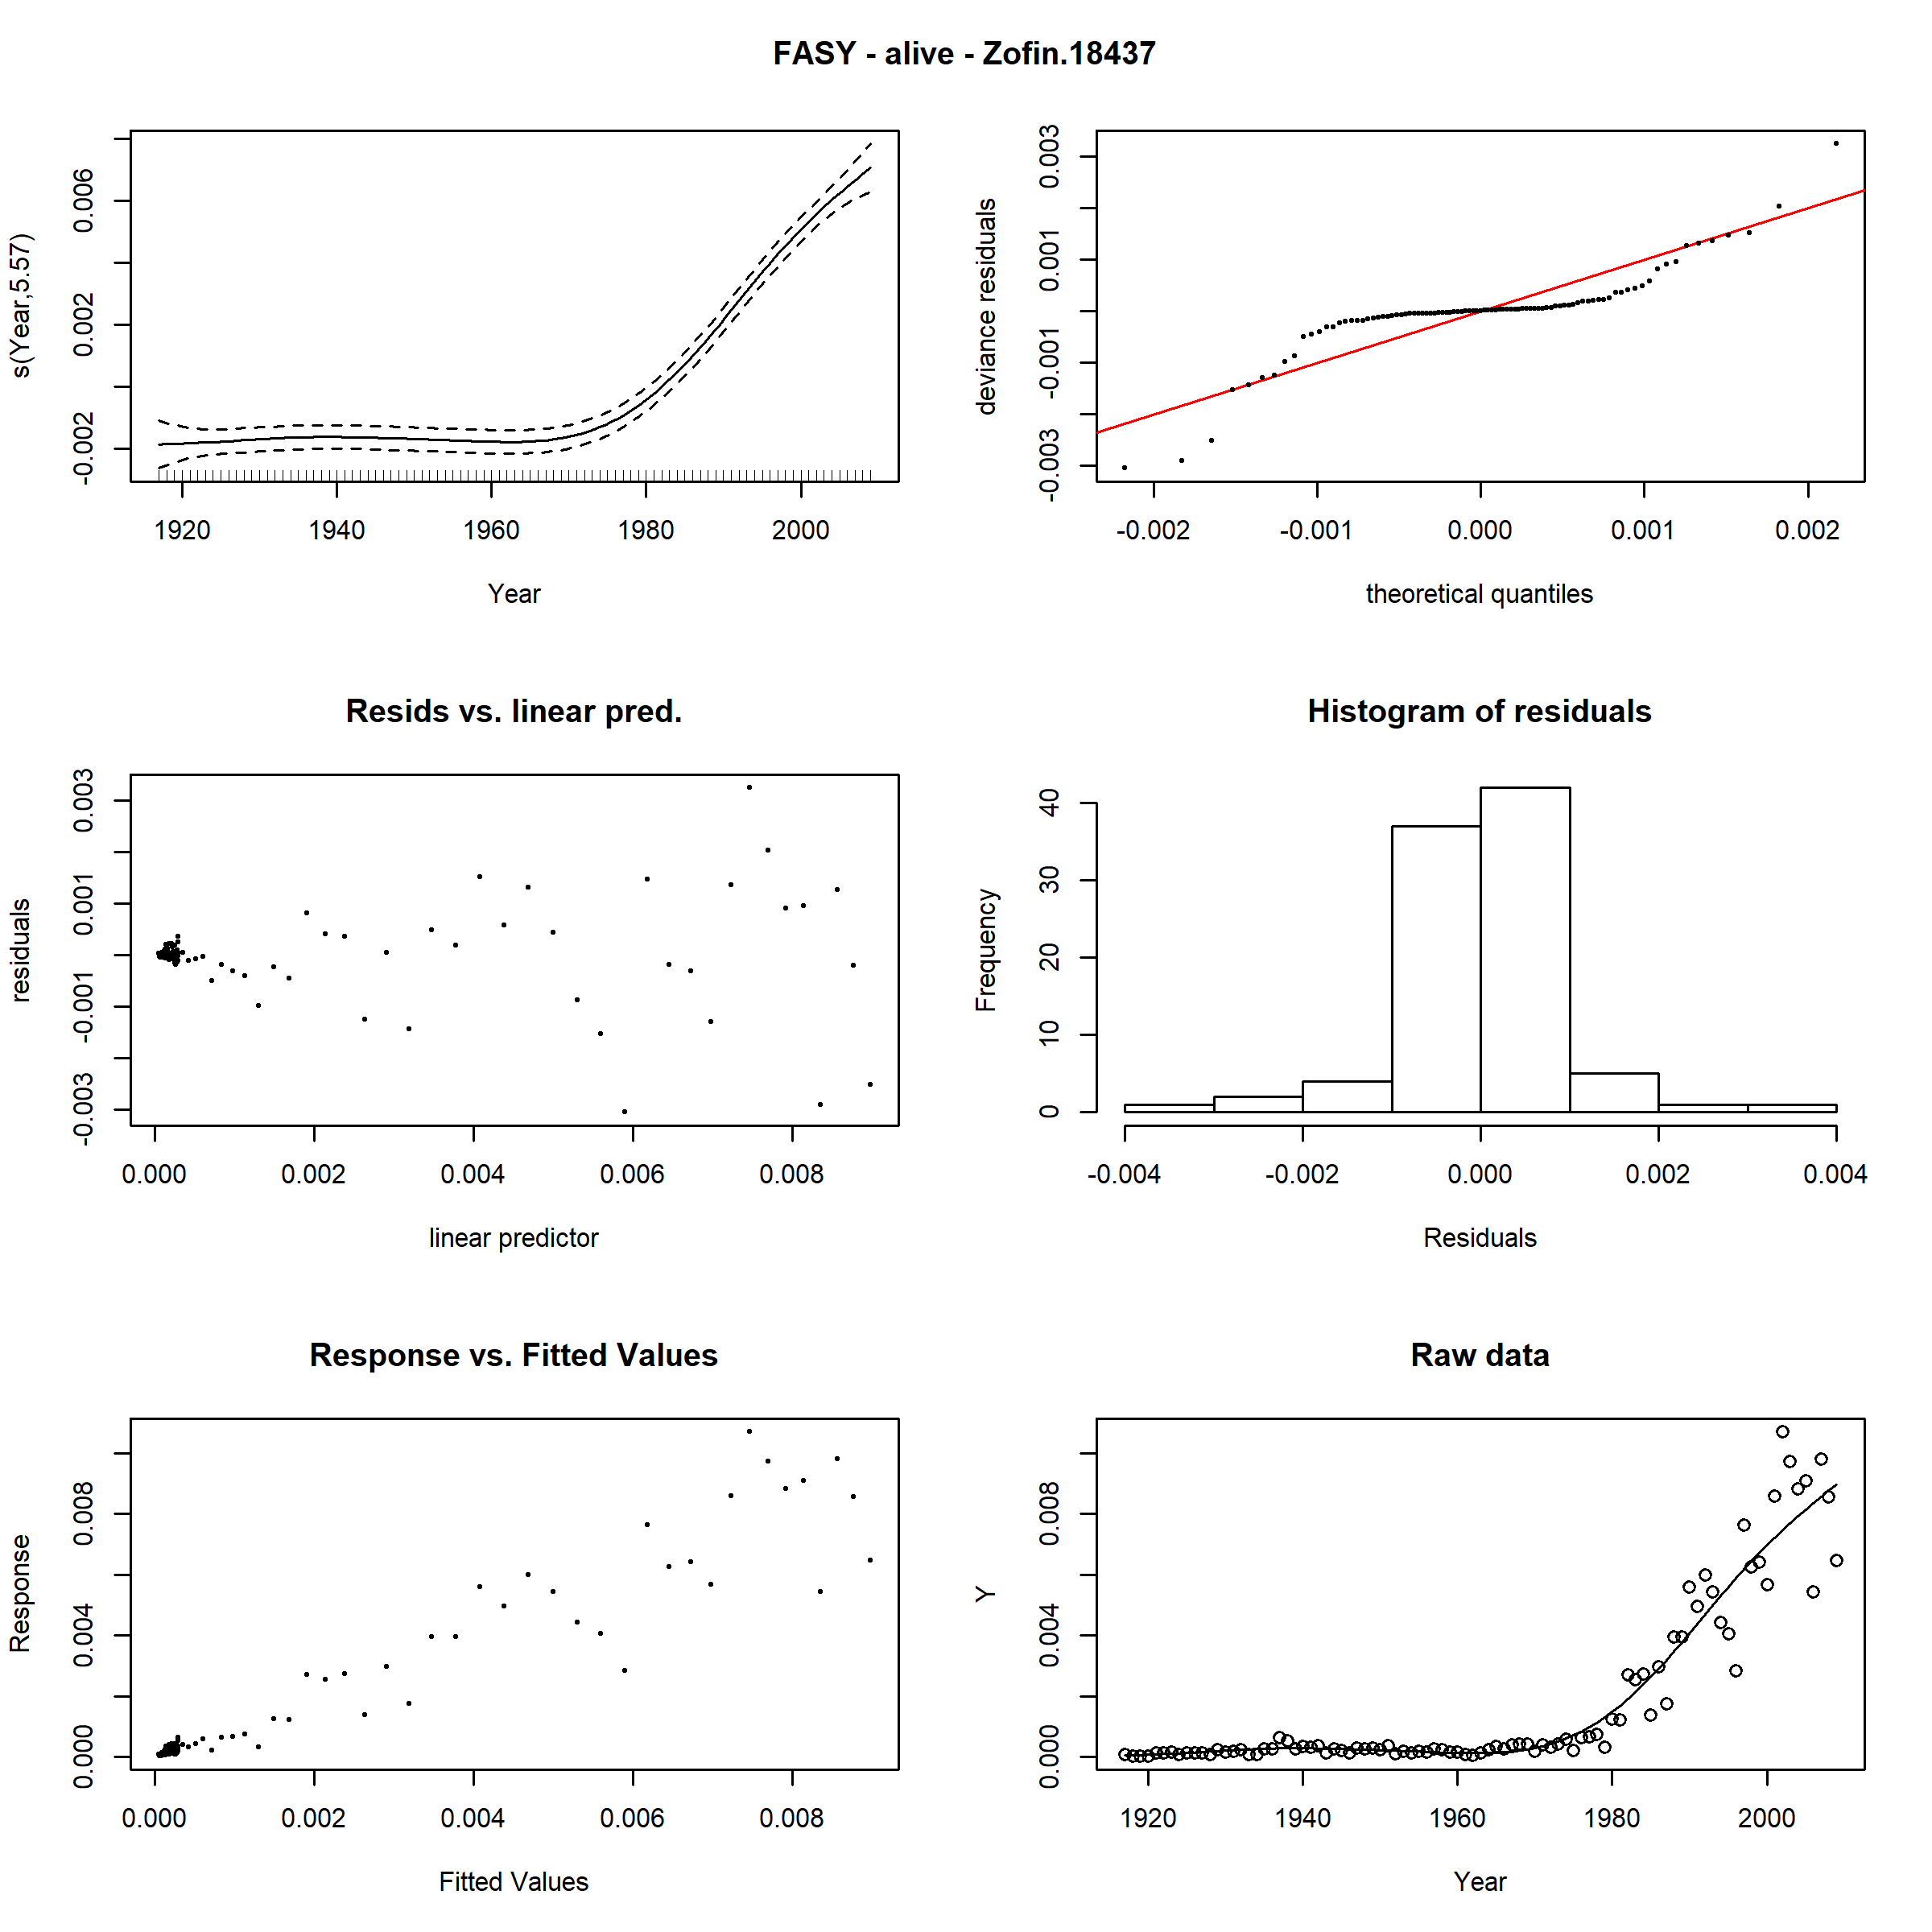 FASY - alive - Zofin.18437
s(Year,5.57)
-0.002 0.002 0.006
1920 1940 1960 1980 2000
Year
deviance residuals
-0.003 -0.001 0.001 0.003
-0.002 -0.001 0.000 0.001 0.002
theoretical quantiles
Resids vs. linear pred.
residuals
-0.003 -0.001 0.001 0.003
0.000 0.002 0.004 0.006 0.008
linear predictor
Histogram of residuals
Frequency
0 10 20 30 40
-0.004 -0.002 0.000 0.002 0.004
Residuals
Response vs. Fitted Values
Response
0.000 0.004 0.008
0.000 0.002 0.004 0.006 0.008
Fitted Values
Raw data
Y
0.000 0.004 0.008
1920 1940 1960 1980 2000
Year